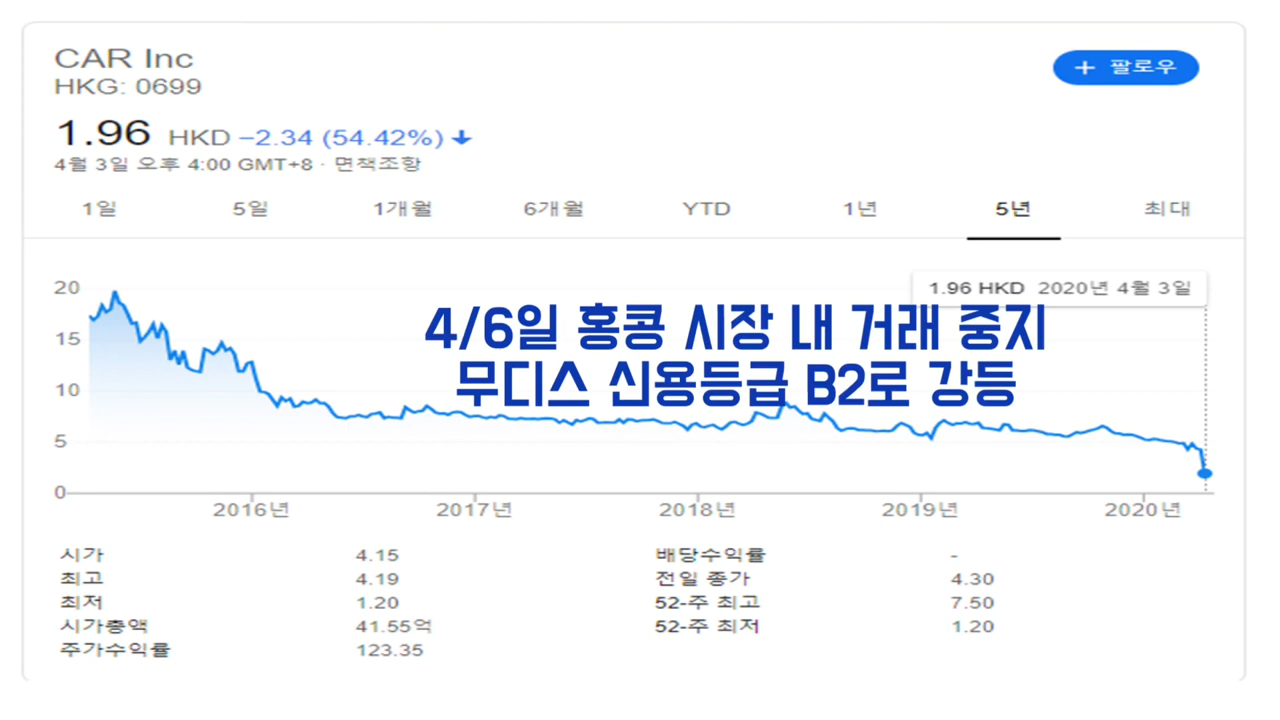 CAR Inc
HKG: 0699
+ 팔로우
1.96 HKD −2.34 (54.42%) ↓
4월 3일 오후 4:00 GMT+8 · 면책조항
1일 5일 1개월 6개월 YTD 1년 5년 최대
1.96 HKD 2020년 4월 3일
4/6일 홍콩 시장 내 거래 중지
무디스 신용등급 B2로 강등
20
15
10
5
0
2016년 2017년 2018년 2019년 2020년
시가 4.15 배당수익률 -
최고 4.19 전일 종가 4.30
최저 1.20 52-주 최고 7.50
시가총액 41.55억 52-주 최저 1.20
주가수익률 123.35